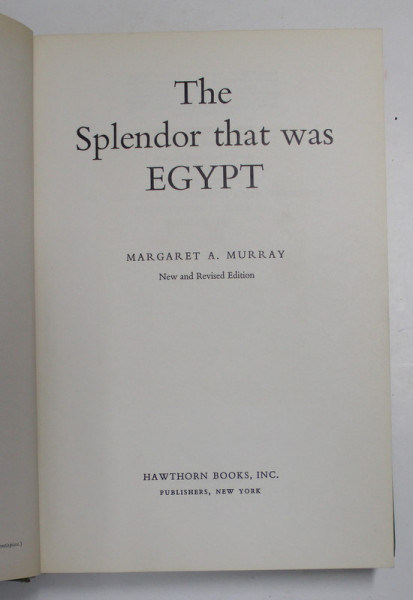 The
Splendor that was
EGYPT
MARGARET A. MURRAY
New and Revised Edition
HAWTHORN BOOKS, INC.
PUBLISHERS, NEW YORK